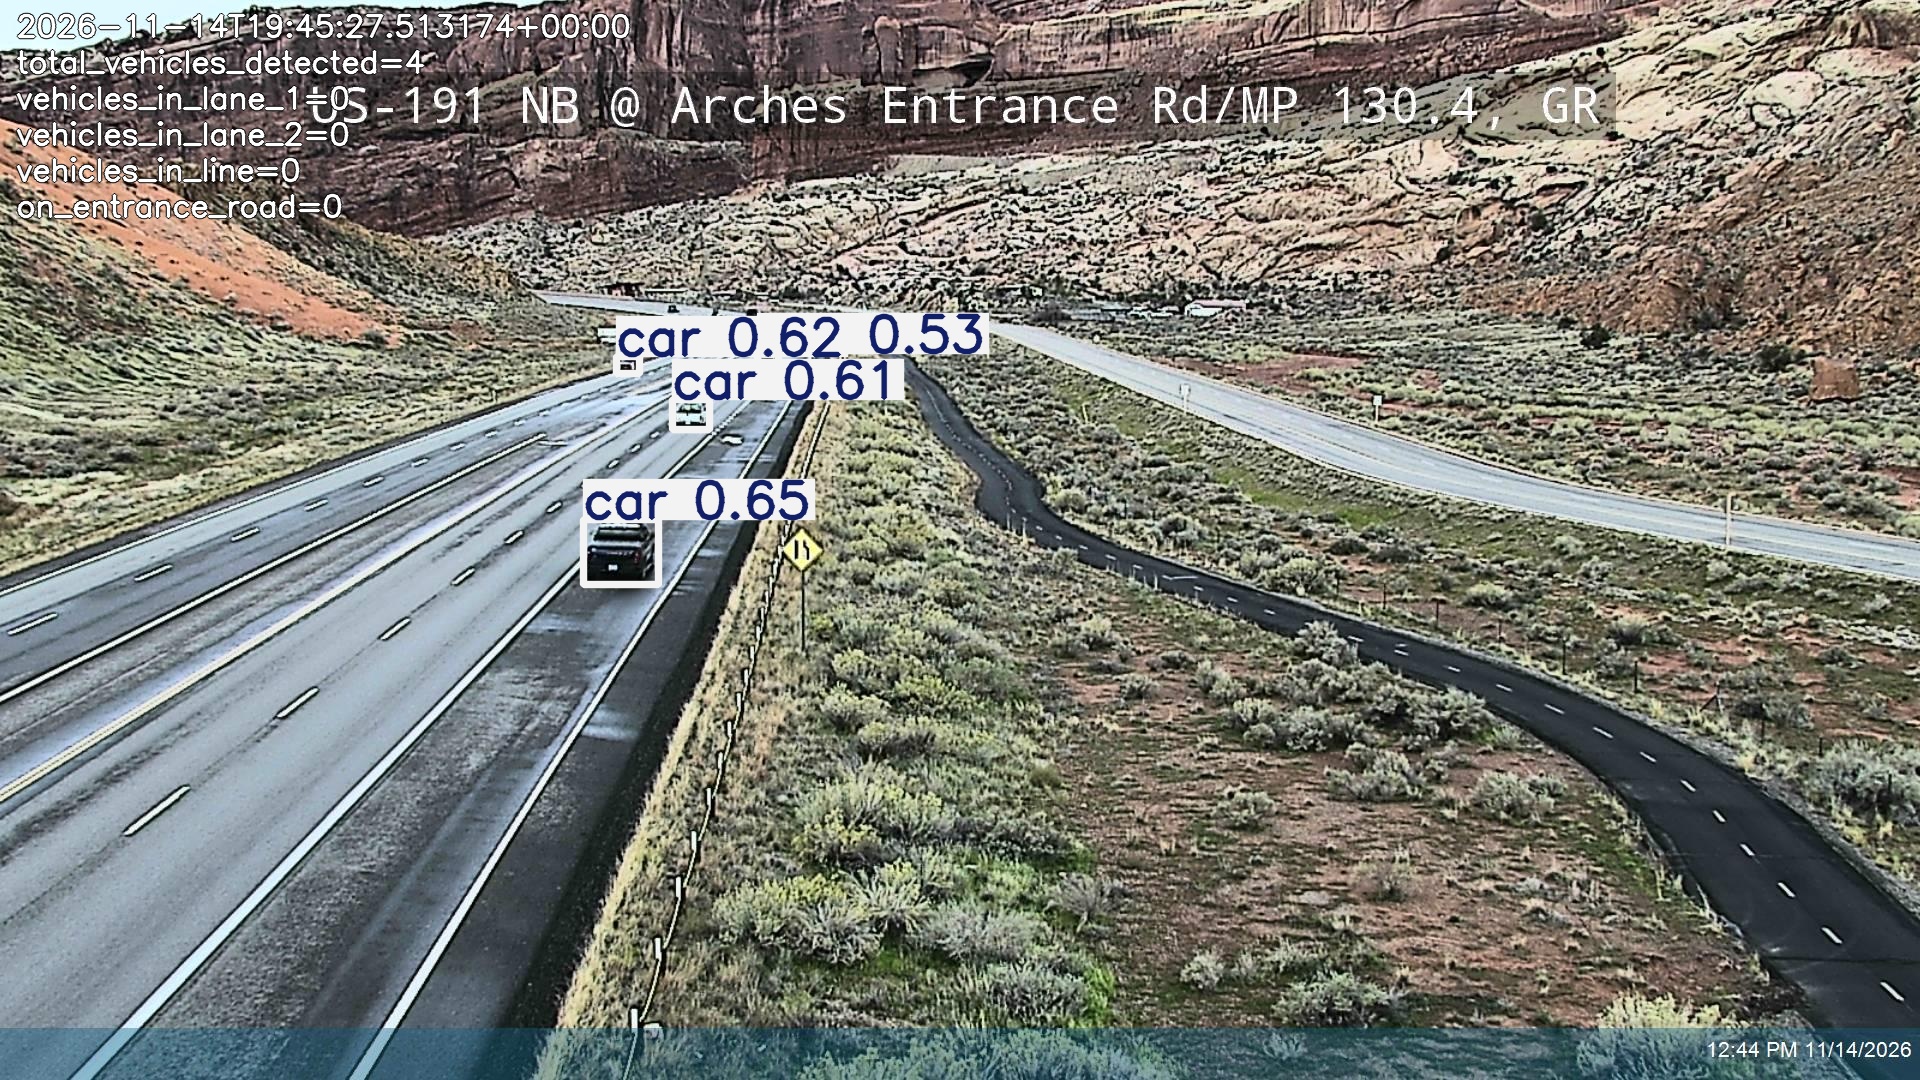 2026-11-14T19:45:27.513174+00:00
total_vehicles_detected=4
vehicles_in_lane_1=0
US-191 NB @ Arches Entrance Rd/MP 130.4, GR
vehicles_in_lane_2=0
vehicles_in_line=0
on_entrance_road=0
car 0.62 0.53
car 0.61
car 0.65
12:44 PM 11/14/2026